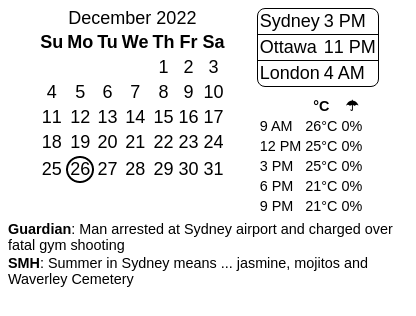 December 2022
Su Mo Tu We Th Fr Sa
1 2 3
4 5 6 7 8 9 10
11 12 13 14 15 16 17
18 19 20 21 22 23 24
25 26 27 28 29 30 31
Sydney 3 PM
Ottawa 11 PM
London 4 AM
°C ☂
9 AM 26°C 0%
12 PM 25°C 0%
3 PM 25°C 0%
6 PM 21°C 0%
9 PM 21°C 0%
Guardian: Man arrested at Sydney airport and charged over
fatal gym shooting
SMH: Summer in Sydney means ... jasmine, mojitos and
Waverley Cemetery